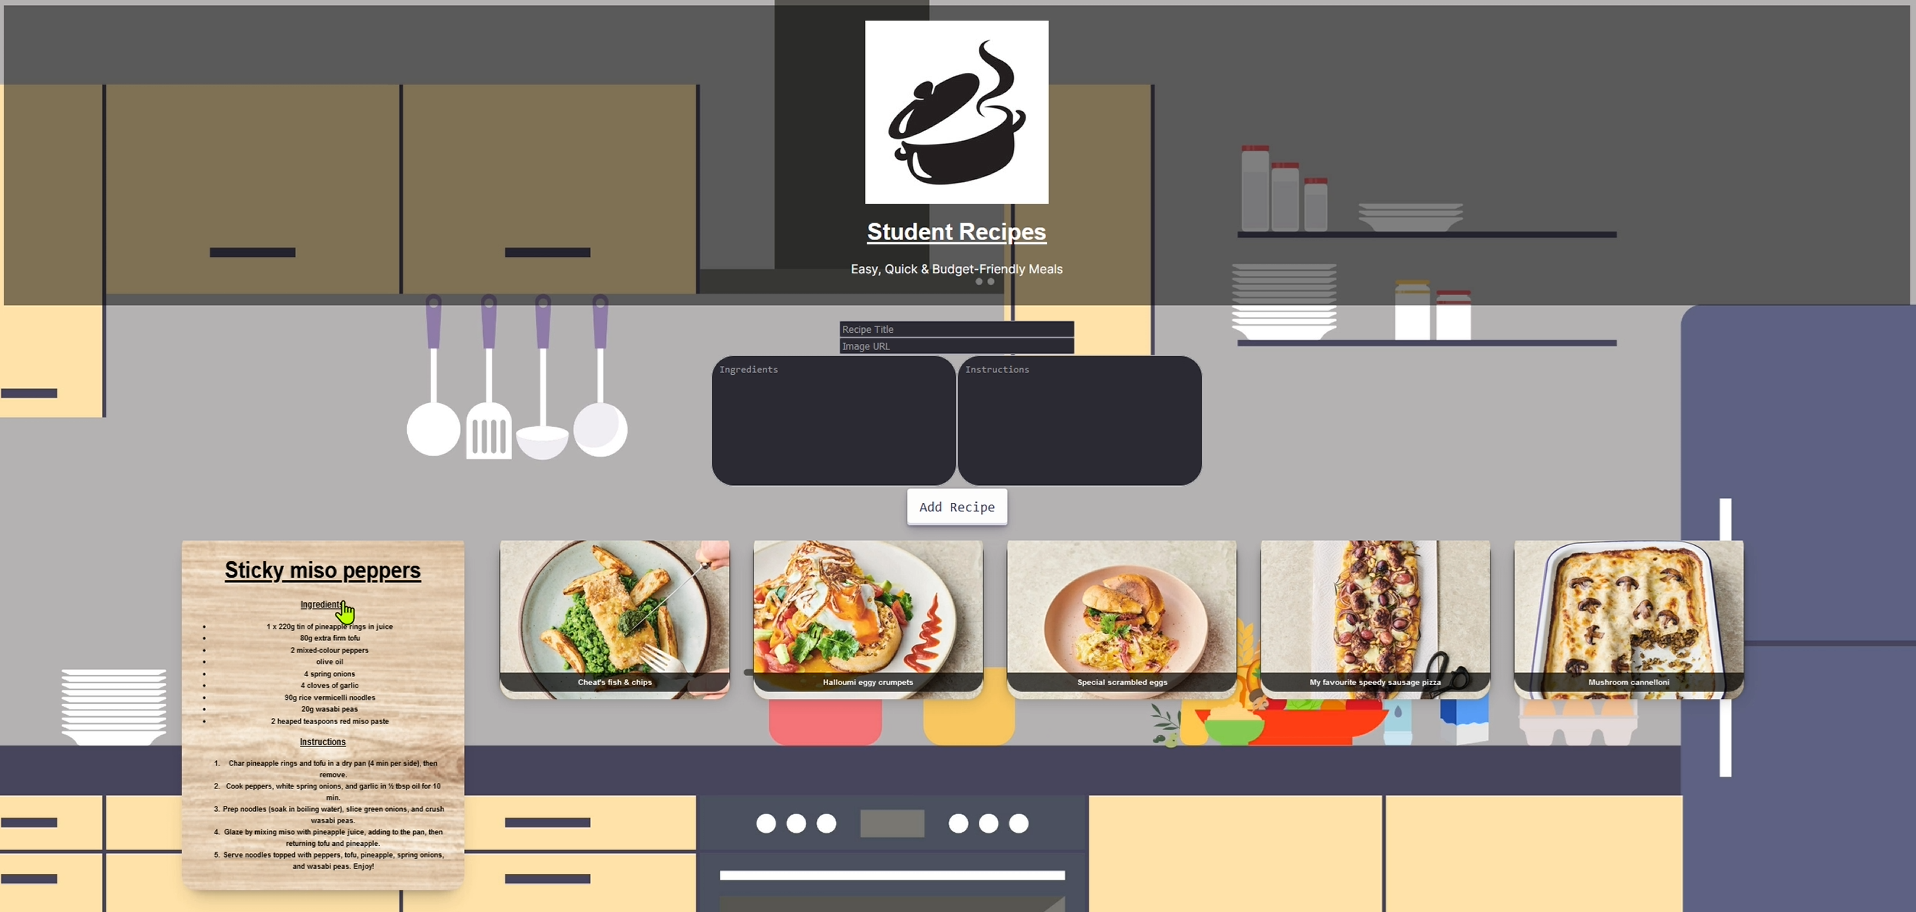 Student Recipes
Easy, Quick & Budget-Friendly Meals
Recipe Title
Image URL
Ingredients
Instructions
Add Recipe
Sticky miso peppers
Ingredients
1 x 220g tin of pineapple rings in juice
80g extra firm tofu
2 mixed-colour peppers
olive oil
4 spring onions
4 cloves of garlic
90g rice vermicelli noodles
20g wasabi peas
2 heaped teaspoons red miso paste
Instructions
1. Char pineapple rings and tofu in a dry pan (4 min per side), then
remove.
2. Cook peppers, white spring onions, and garlic in ½ tbsp oil for 10
min.
3. Prep noodles (soak in boiling water), slice green onions, and crush
wasabi peas.
4. Glaze by mixing miso with pineapple juice, adding to the pan, then
returning tofu and pineapple.
5. Serve noodles topped with peppers, tofu, pineapple, spring onions,
and wasabi peas. Enjoy!
Cheat's fish & chips
Halloumi eggy crumpets
Special scrambled eggs
My favourite speedy sausage pizza
Mushroom cannelloni